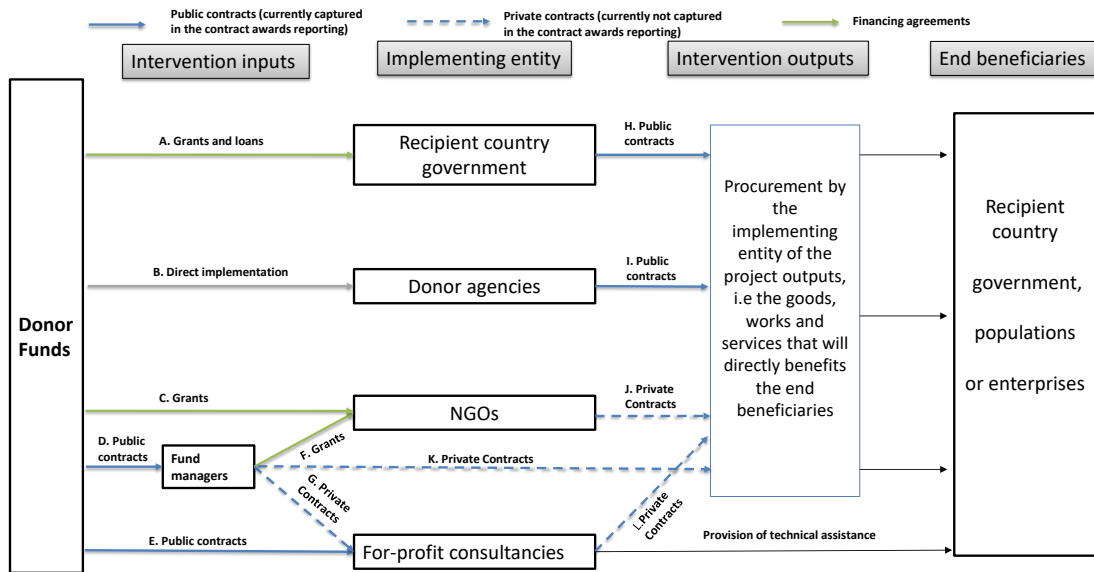 Public contracts (currently captured
in the contract awards reporting)
Private contracts (currently not captured
in the contract awards reporting)
Financing agreements
Intervention inputs
Implementing entity
Intervention outputs
End beneficiaries
Donor
Funds
A. Grants and loans
Recipient country
government
H. Public
contracts
B. Direct implementation
Donor agencies
I. Public
contracts
C. Grants
NGOs
J. Private
Contracts
D. Public
contracts
Fund
managers
F. Grants
K. Private Contracts
G. Private
Contracts
L.Private
Contracts
E. Public contracts
For-profit consultancies
Provision of technical assistance
Procurement by
the
implementing
entity of the
project outputs,
i.e the goods,
works and
services that will
directly benefits
the end
beneficiaries
Recipient
country
government,
populations
or enterprises